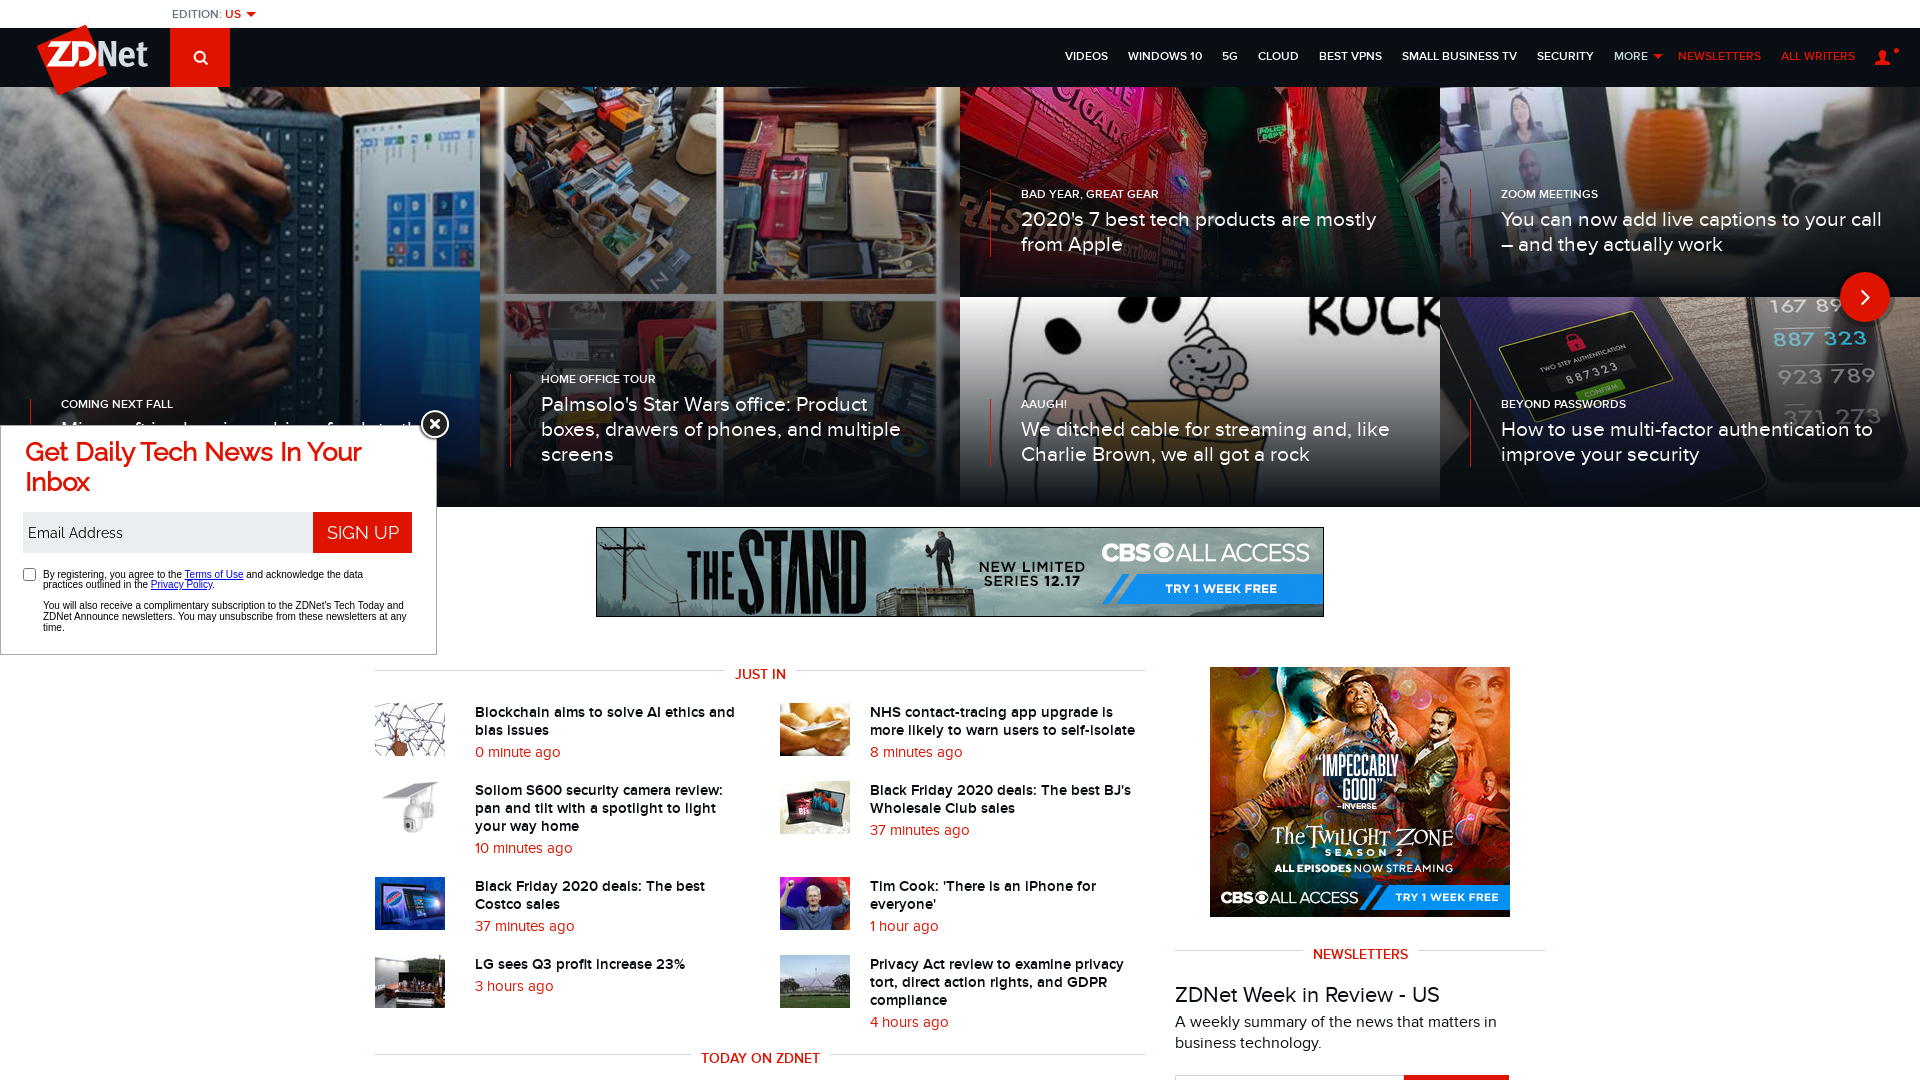 EDITION: US
ZDNet
VIDEOS
WINDOWS 10
5G
CLOUD
BEST VPNS
SMALL BUSINESS TV
SECURITY
MORE
NEWSLETTERS
ALL WRITERS
COMING NEXT FALL
HOME OFFICE TOUR
Palmsolo's Star Wars office: Product
boxes, drawers of phones, and multiple
screens
CIGARS
POLICE DEPT.
BAD YEAR, GREAT GEAR
2020's 7 best tech products are mostly
from Apple
ZOOM MEETINGS
You can now add live captions to your call
– and they actually work
ROCK
AAUGH!
We ditched cable for streaming and, like
Charlie Brown, we all got a rock
TWO STEP AUTHENTICATION
887323
CONFIRM
887 323
923 789
371 273
BEYOND PASSWORDS
How to use multi-factor authentication to
improve your security
Get Daily Tech News In Your
Inbox
Email Address
SIGN UP
By registering, you agree to the Terms of Use and acknowledge the data
practices outlined in the Privacy Policy.
You will also receive a complimentary subscription to the ZDNet's Tech Today and
ZDNet Announce newsletters. You may unsubscribe from these newsletters at any
time.
THE STAND
NEW LIMITED
SERIES 12.17
CBS ALL ACCESS
TRY 1 WEEK FREE
JUST IN
Blockchain aims to solve AI ethics and
bias issues
0 minute ago
NHS contact-tracing app upgrade is
more likely to warn users to self-isolate
8 minutes ago
Soliom S600 security camera review:
pan and tilt with a spotlight to light
your way home
10 minutes ago
Black Friday 2020 deals: The best BJ's
Wholesale Club sales
37 minutes ago
Black Friday 2020 deals: The best
Costco sales
37 minutes ago
Tim Cook: 'There is an iPhone for
everyone'
1 hour ago
LG sees Q3 profit increase 23%
3 hours ago
Privacy Act review to examine privacy
tort, direct action rights, and GDPR
compliance
4 hours ago
TODAY ON ZDNET
"IMPECCABLY
GOOD"
–INVERSE
The TWILIGHT ZONE
SEASON 2
ALL EPISODES NOW STREAMING
CBS ALL ACCESS
TRY 1 WEEK FREE
NEWSLETTERS
ZDNet Week in Review - US
A weekly summary of the news that matters in
business technology.